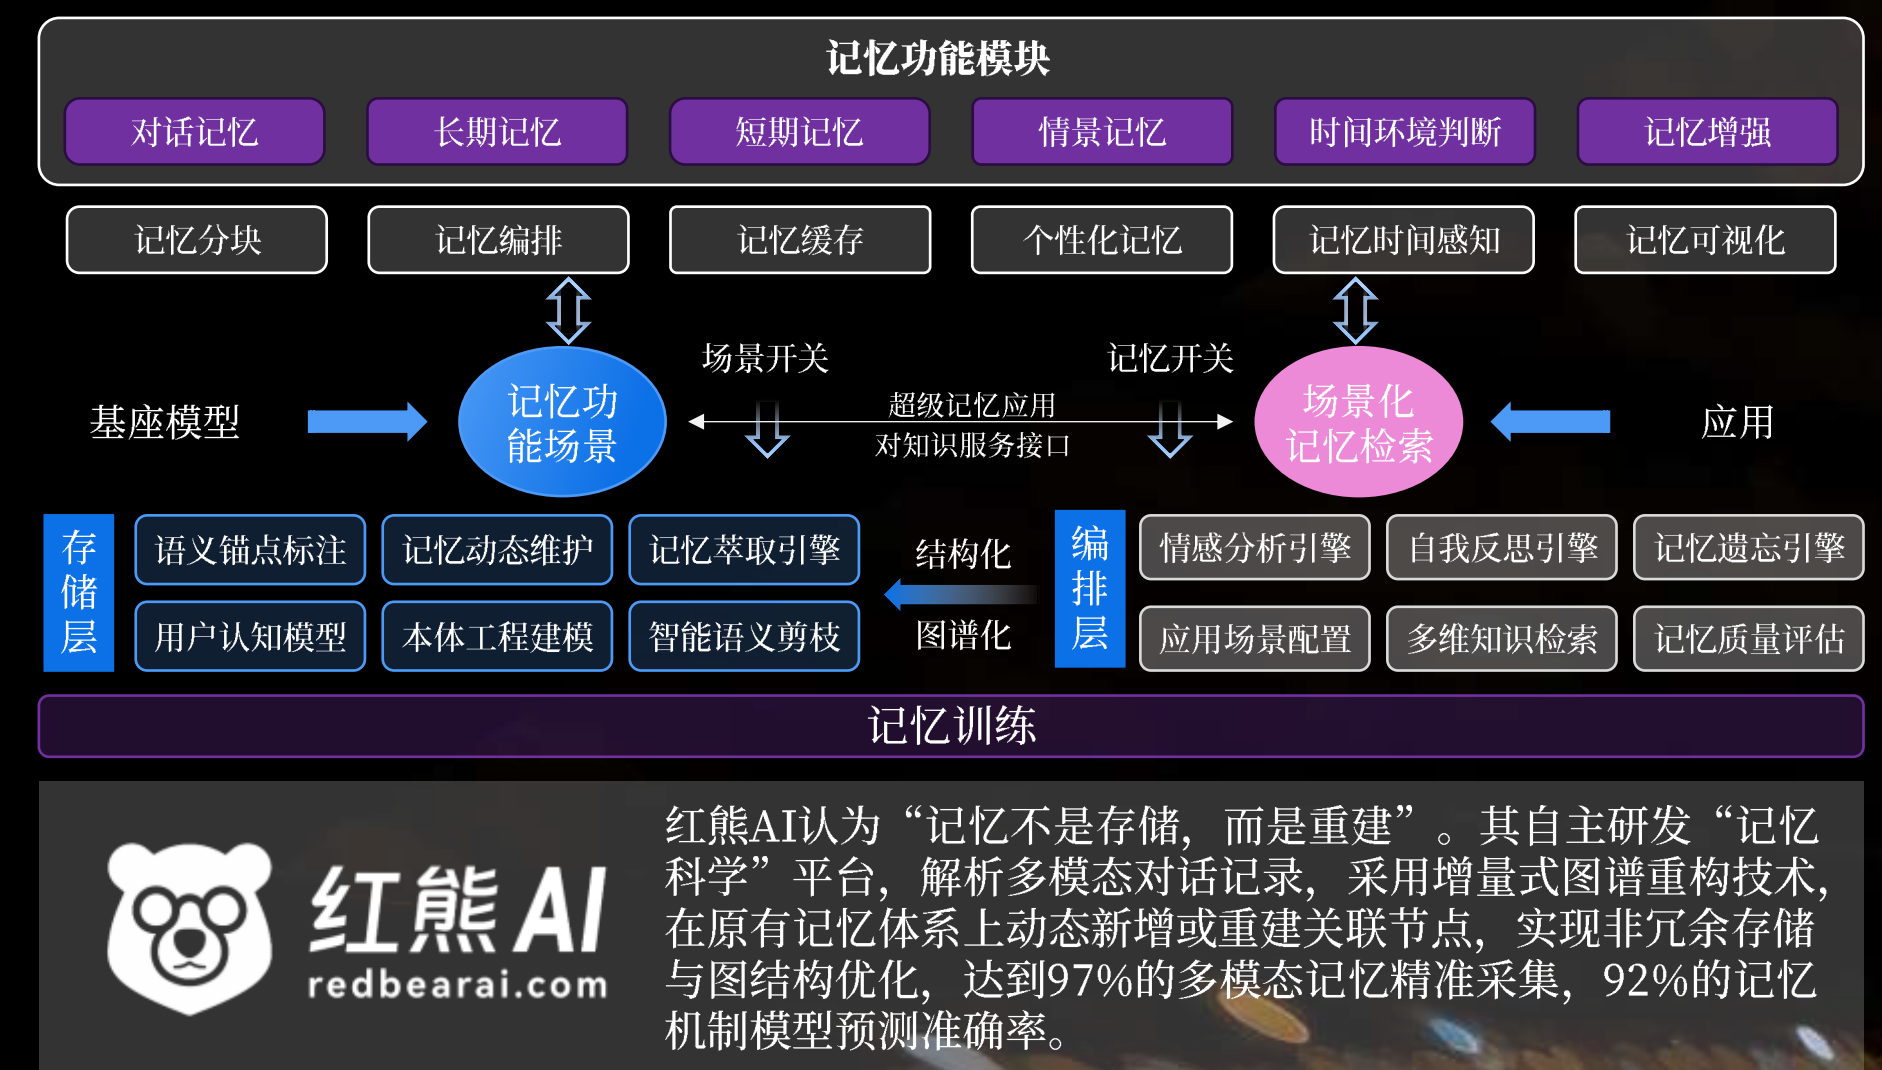 记忆功能模块
对话记忆
长期记忆
短期记忆
情景记忆
时间环境判断
记忆增强
记忆分块
记忆编排
记忆缓存
个性化记忆
记忆时间感知
记忆可视化
基座模型
记忆功
能场景
场景开关
记忆开关
超级记忆应用
对知识服务接口
场景化
记忆检索
应用
存
储
层
语义锚点标注
记忆动态维护
记忆萃取引擎
用户认知模型
本体工程建模
智能语义剪枝
结构化
图谱化
编
排
层
情感分析引擎
自我反思引擎
记忆遗忘引擎
应用场景配置
多维知识检索
记忆质量评估
记忆训练
红熊AI
redbearai.com
红熊AI认为“记忆不是存储，而是重建”。其自主研发“记忆
科学”平台，解析多模态对话记录，采用增量式图谱重构技术，
在原有记忆体系上动态新增或重建关联节点，实现非冗余存储
与图结构优化，达到97%的多模态记忆精准采集，92%的记忆
机制模型预测准确率。